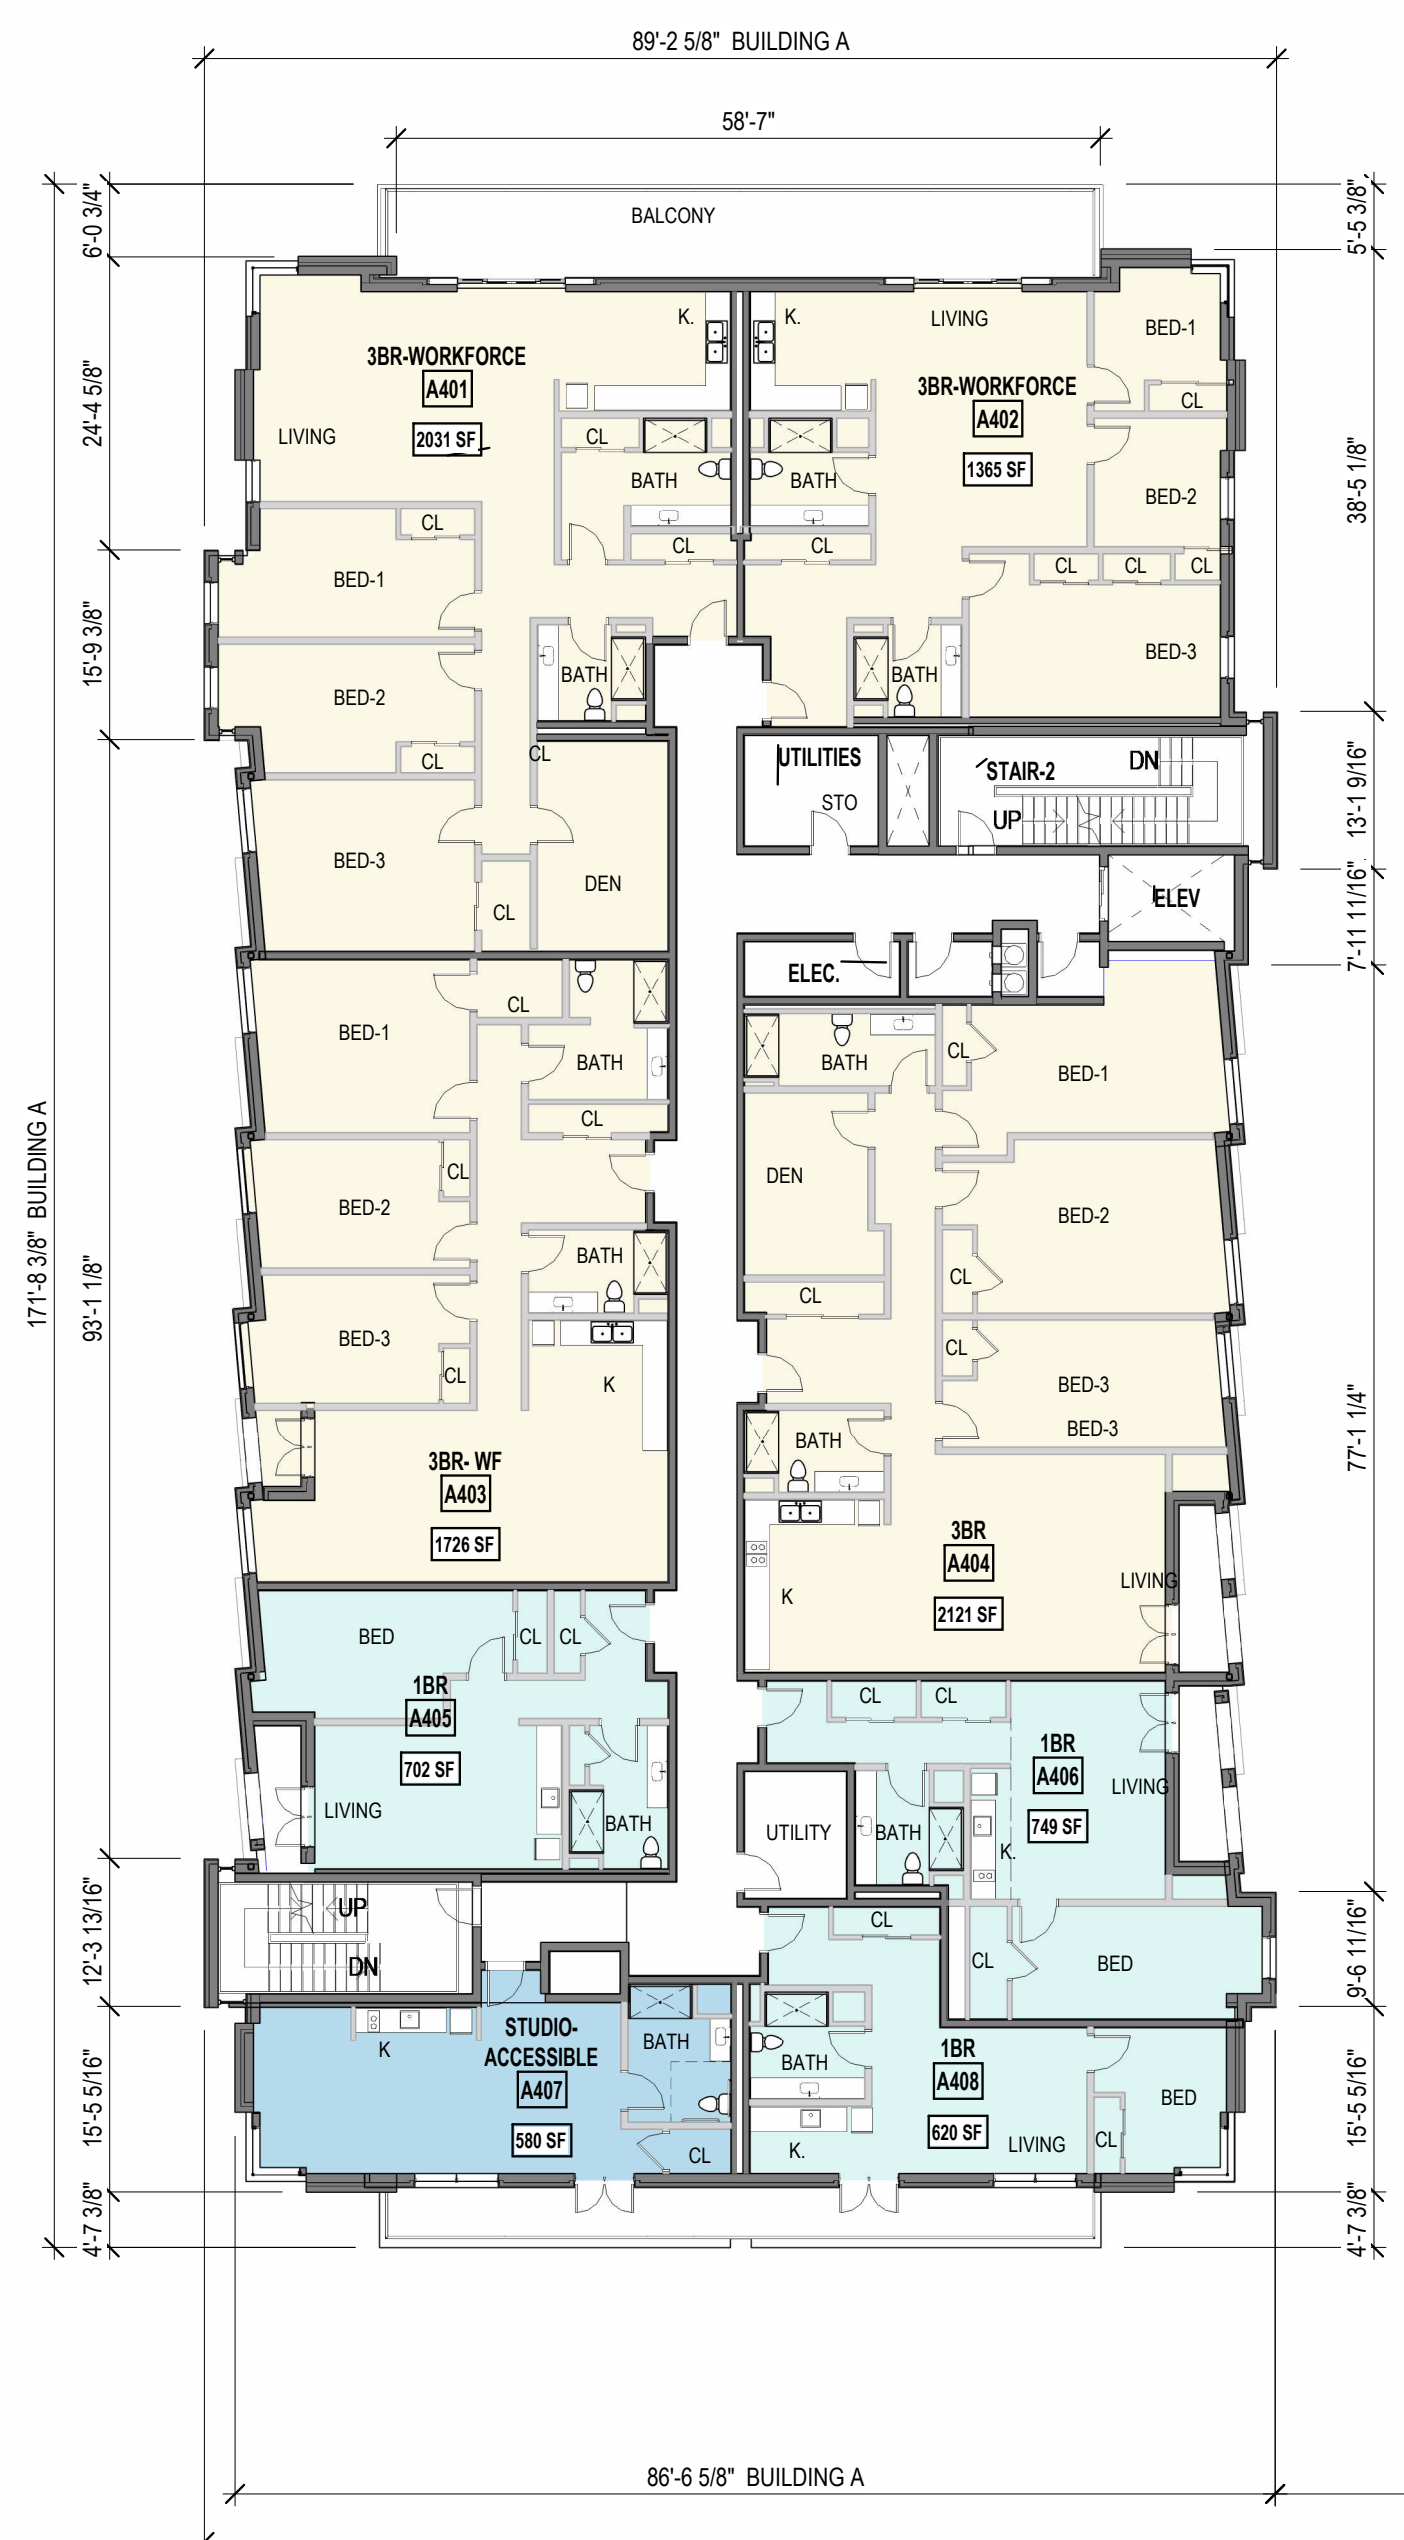 89'-2 5/8" BUILDING A
58'-7"
6'-0 3/4"
5'-5 3/8"
BALCONY
K.
K.
LIVING
BED-1
3BR-WORKFORCE
A401
2031 SF
LIVING
3BR-WORKFORCE
A402
1365 SF
CL
24'-4 5/8"
38'-5 1/8"
CL
BATH
BATH
BED-2
CL
CL
CL
CL
CL
CL
BED-1
15'-9 3/8"
BED-2
BATH
BATH
BED-3
CL
CL
UTILITIES
STO
STAIR-2
DN
UP
13'-1 9/16"
BED-3
DEN
CL
ELEV
7'-11 11/16"
ELEC.
BED-1
CL
BATH
CL
BATH
CL
BED-1
171'-8 3/8" BUILDING A
93'-1 1/8"
CL
BED-2
DEN
BED-2
BATH
CL
CL
BED-3
CL
K
CL
BED-3
BED-3
77'-1 1/4"
BATH
3BR- WF
A403
1726 SF
3BR
A404
2121 SF
K
LIVING
BED
CL
CL
1BR
A405
702 SF
LIVING
BATH
CL
CL
1BR
A406
749 SF
LIVING
UTILITY
BATH
K.
12'-3 13/16"
UP
DN
CL
CL
BED
9'-6 11/16"
K
STUDIO-
ACCESSIBLE
A407
580 SF
BATH
CL
BATH
K.
1BR
A408
620 SF
LIVING
CL
BED
15'-5 5/16"
15'-5 5/16"
4'-7 3/8"
4'-7 3/8"
86'-6 5/8" BUILDING A